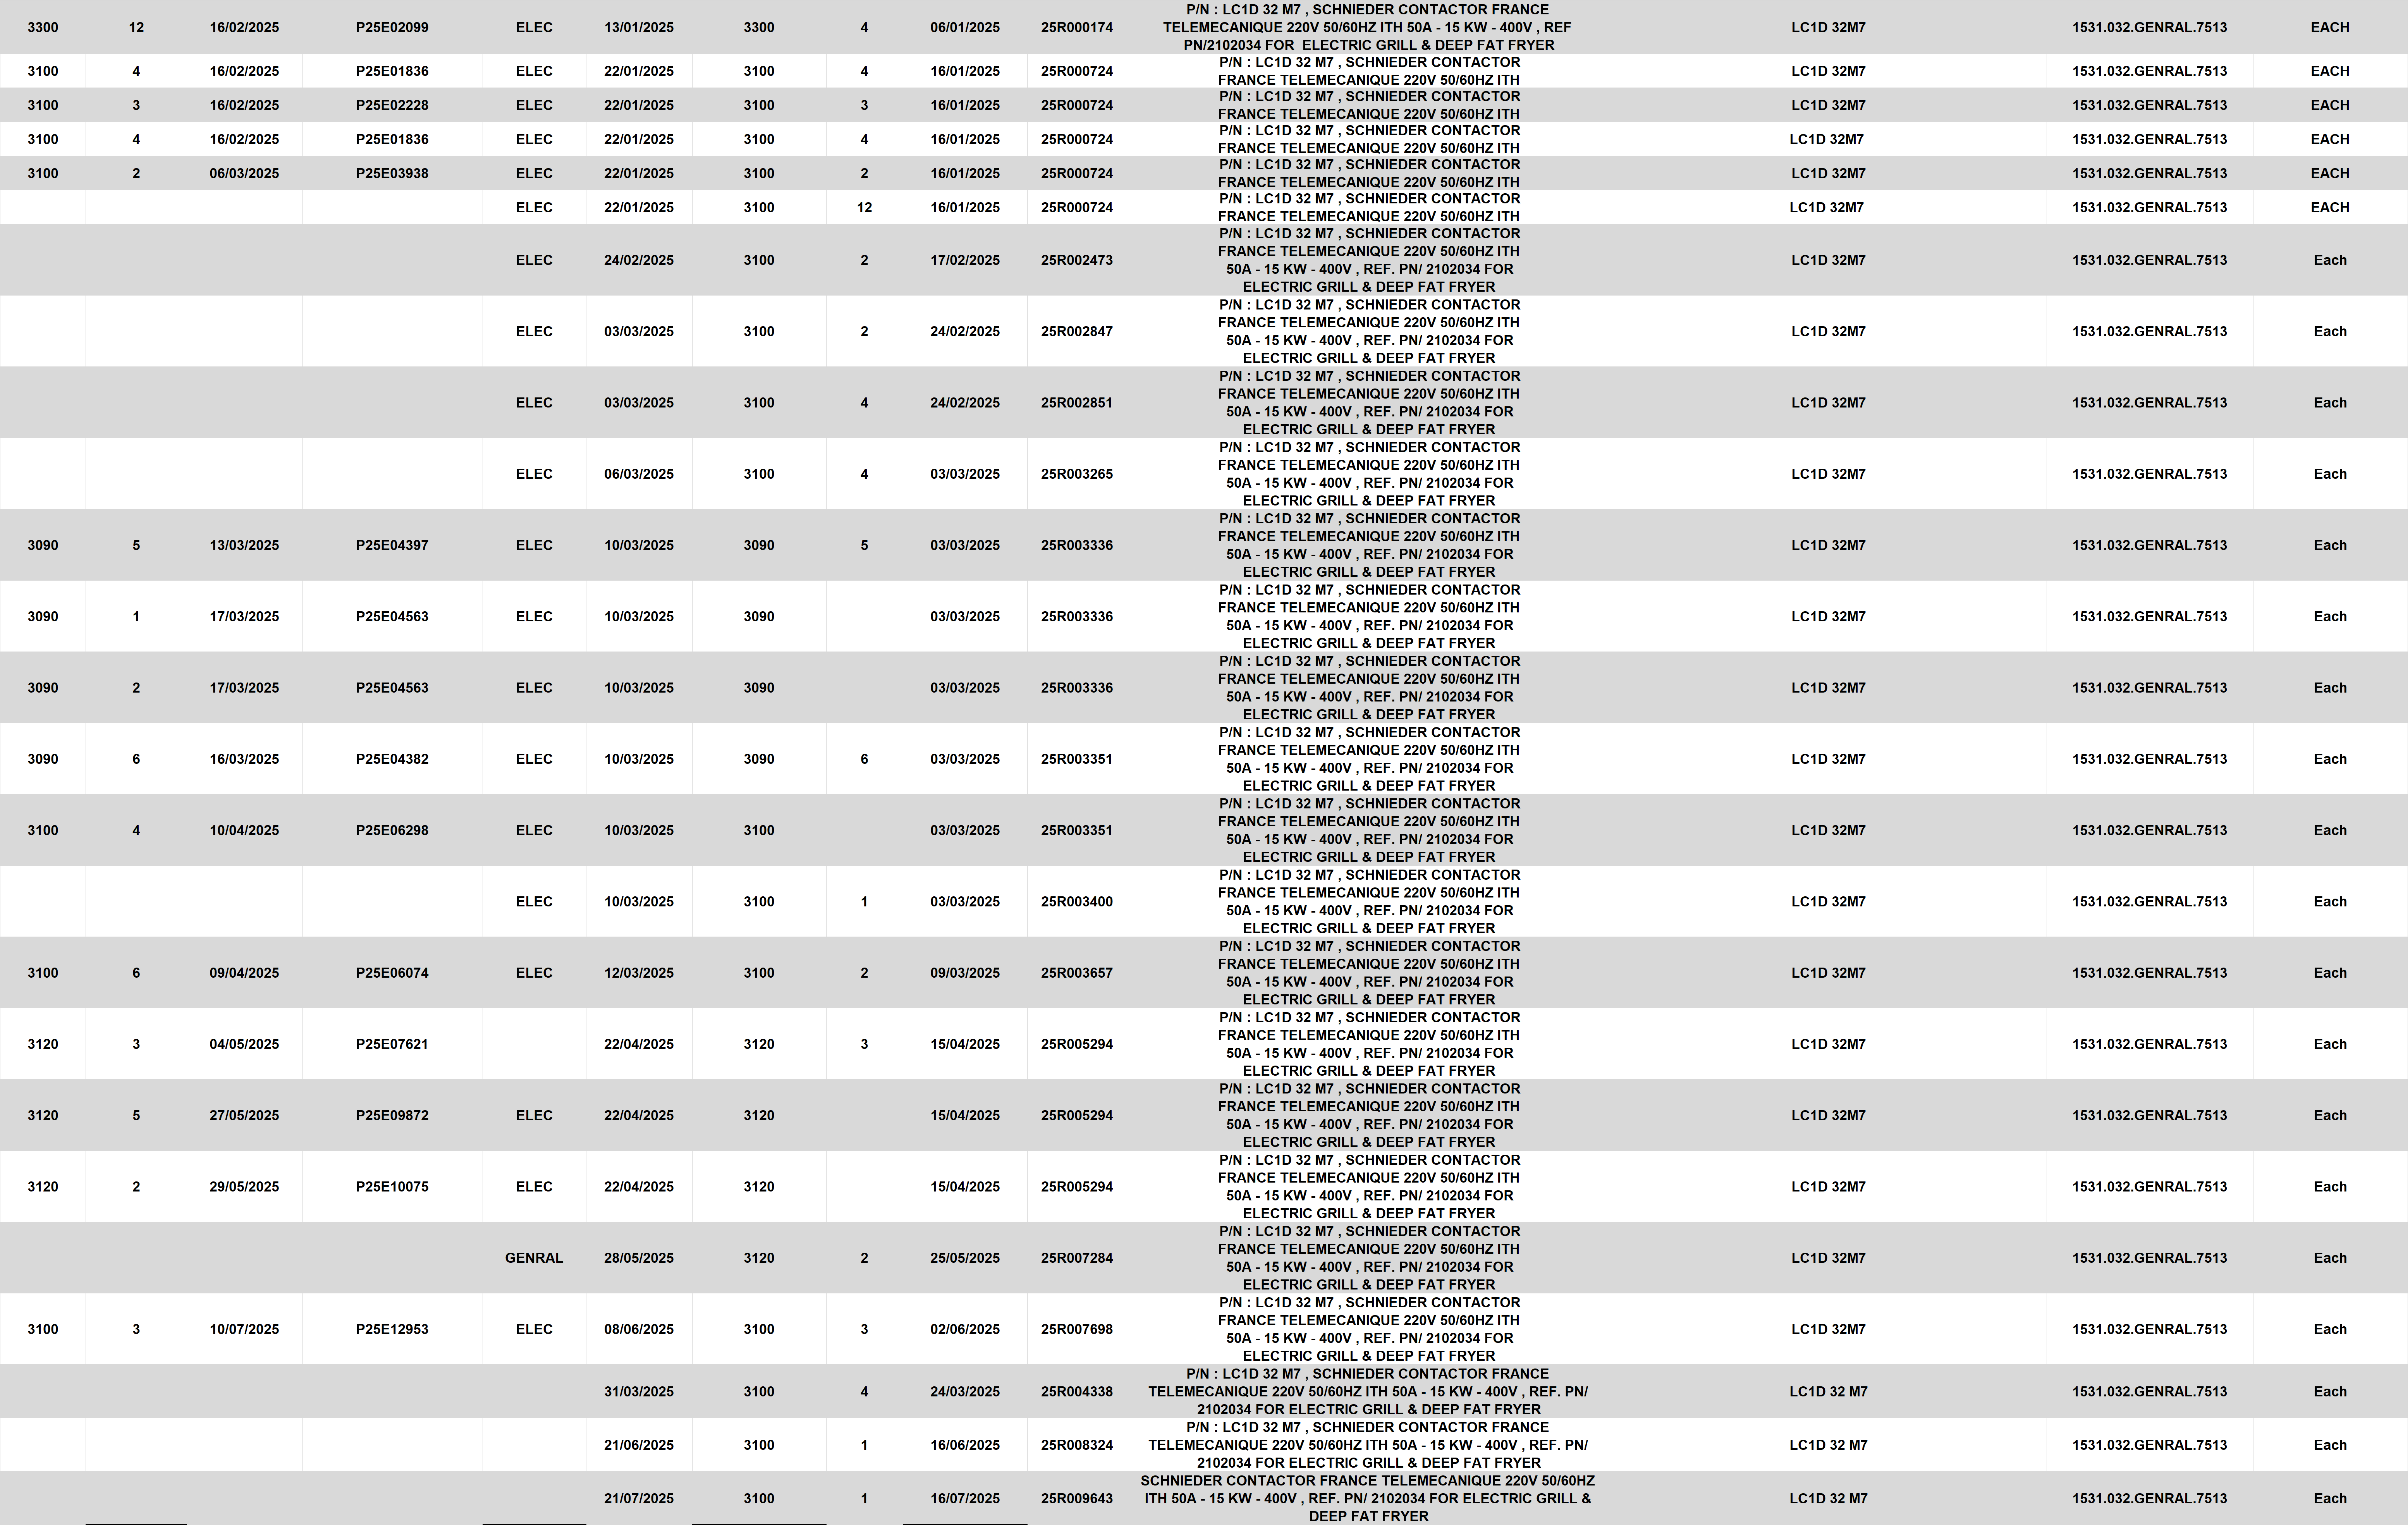 3300 12 16/02/2025 P25E02099 ELEC 13/01/2025 3300 4 06/01/2025 25R000174 P/N : LC1D 32 M7 , SCHNIEDER CONTACTOR FRANCE
TELEMECANIQUE 220V 50/60HZ ITH 50A - 15 KW - 400V , REF
PN/2102034 FOR ELECTRIC GRILL & DEEP FAT FRYER LC1D 32M7 1531.032.GENRAL.7513 EACH
3100 4 16/02/2025 P25E01836 ELEC 22/01/2025 3100 4 16/01/2025 25R000724 P/N : LC1D 32 M7 , SCHNIEDER CONTACTOR
FRANCE TELEMECANIQUE 220V 50/60HZ ITH LC1D 32M7 1531.032.GENRAL.7513 EACH
3100 3 16/02/2025 P25E02228 ELEC 22/01/2025 3100 3 16/01/2025 25R000724 P/N : LC1D 32 M7 , SCHNIEDER CONTACTOR
FRANCE TELEMECANIQUE 220V 50/60HZ ITH LC1D 32M7 1531.032.GENRAL.7513 EACH
3100 4 16/02/2025 P25E01836 ELEC 22/01/2025 3100 4 16/01/2025 25R000724 P/N : LC1D 32 M7 , SCHNIEDER CONTACTOR
FRANCE TELEMECANIQUE 220V 50/60HZ ITH LC1D 32M7 1531.032.GENRAL.7513 EACH
3100 2 06/03/2025 P25E03938 ELEC 22/01/2025 3100 2 16/01/2025 25R000724 P/N : LC1D 32 M7 , SCHNIEDER CONTACTOR
FRANCE TELEMECANIQUE 220V 50/60HZ ITH LC1D 32M7 1531.032.GENRAL.7513 EACH
ELEC 22/01/2025 3100 12 16/01/2025 25R000724 P/N : LC1D 32 M7 , SCHNIEDER CONTACTOR
FRANCE TELEMECANIQUE 220V 50/60HZ ITH LC1D 32M7 1531.032.GENRAL.7513 EACH
ELEC 24/02/2025 3100 2 17/02/2025 25R002473 P/N : LC1D 32 M7 , SCHNIEDER CONTACTOR
FRANCE TELEMECANIQUE 220V 50/60HZ ITH
50A - 15 KW - 400V , REF. PN/ 2102034 FOR
ELECTRIC GRILL & DEEP FAT FRYER LC1D 32M7 1531.032.GENRAL.7513 Each
ELEC 03/03/2025 3100 2 24/02/2025 25R002847 P/N : LC1D 32 M7 , SCHNIEDER CONTACTOR
FRANCE TELEMECANIQUE 220V 50/60HZ ITH
50A - 15 KW - 400V , REF. PN/ 2102034 FOR
ELECTRIC GRILL & DEEP FAT FRYER LC1D 32M7 1531.032.GENRAL.7513 Each
ELEC 03/03/2025 3100 4 24/02/2025 25R002851 P/N : LC1D 32 M7 , SCHNIEDER CONTACTOR
FRANCE TELEMECANIQUE 220V 50/60HZ ITH
50A - 15 KW - 400V , REF. PN/ 2102034 FOR
ELECTRIC GRILL & DEEP FAT FRYER LC1D 32M7 1531.032.GENRAL.7513 Each
ELEC 06/03/2025 3100 4 03/03/2025 25R003265 P/N : LC1D 32 M7 , SCHNIEDER CONTACTOR
FRANCE TELEMECANIQUE 220V 50/60HZ ITH
50A - 15 KW - 400V , REF. PN/ 2102034 FOR
ELECTRIC GRILL & DEEP FAT FRYER LC1D 32M7 1531.032.GENRAL.7513 Each
3090 5 13/03/2025 P25E04397 ELEC 10/03/2025 3090 5 03/03/2025 25R003336 P/N : LC1D 32 M7 , SCHNIEDER CONTACTOR
FRANCE TELEMECANIQUE 220V 50/60HZ ITH
50A - 15 KW - 400V , REF. PN/ 2102034 FOR
ELECTRIC GRILL & DEEP FAT FRYER LC1D 32M7 1531.032.GENRAL.7513 Each
3090 1 17/03/2025 P25E04563 ELEC 10/03/2025 3090 03/03/2025 25R003336 P/N : LC1D 32 M7 , SCHNIEDER CONTACTOR
FRANCE TELEMECANIQUE 220V 50/60HZ ITH
50A - 15 KW - 400V , REF. PN/ 2102034 FOR
ELECTRIC GRILL & DEEP FAT FRYER LC1D 32M7 1531.032.GENRAL.7513 Each
3090 2 17/03/2025 P25E04563 ELEC 10/03/2025 3090 03/03/2025 25R003336 P/N : LC1D 32 M7 , SCHNIEDER CONTACTOR
FRANCE TELEMECANIQUE 220V 50/60HZ ITH
50A - 15 KW - 400V , REF. PN/ 2102034 FOR
ELECTRIC GRILL & DEEP FAT FRYER LC1D 32M7 1531.032.GENRAL.7513 Each
3090 6 16/03/2025 P25E04382 ELEC 10/03/2025 3090 6 03/03/2025 25R003351 P/N : LC1D 32 M7 , SCHNIEDER CONTACTOR
FRANCE TELEMECANIQUE 220V 50/60HZ ITH
50A - 15 KW - 400V , REF. PN/ 2102034 FOR
ELECTRIC GRILL & DEEP FAT FRYER LC1D 32M7 1531.032.GENRAL.7513 Each
3100 4 10/04/2025 P25E06298 ELEC 10/03/2025 3100 03/03/2025 25R003351 P/N : LC1D 32 M7 , SCHNIEDER CONTACTOR
FRANCE TELEMECANIQUE 220V 50/60HZ ITH
50A - 15 KW - 400V , REF. PN/ 2102034 FOR
ELECTRIC GRILL & DEEP FAT FRYER LC1D 32M7 1531.032.GENRAL.7513 Each
ELEC 10/03/2025 3100 1 03/03/2025 25R003400 P/N : LC1D 32 M7 , SCHNIEDER CONTACTOR
FRANCE TELEMECANIQUE 220V 50/60HZ ITH
50A - 15 KW - 400V , REF. PN/ 2102034 FOR
ELECTRIC GRILL & DEEP FAT FRYER LC1D 32M7 1531.032.GENRAL.7513 Each
3100 6 09/04/2025 P25E06074 ELEC 12/03/2025 3100 2 09/03/2025 25R003657 P/N : LC1D 32 M7 , SCHNIEDER CONTACTOR
FRANCE TELEMECANIQUE 220V 50/60HZ ITH
50A - 15 KW - 400V , REF. PN/ 2102034 FOR
ELECTRIC GRILL & DEEP FAT FRYER LC1D 32M7 1531.032.GENRAL.7513 Each
3120 3 04/05/2025 P25E07621 22/04/2025 3120 3 15/04/2025 25R005294 P/N : LC1D 32 M7 , SCHNIEDER CONTACTOR
FRANCE TELEMECANIQUE 220V 50/60HZ ITH
50A - 15 KW - 400V , REF. PN/ 2102034 FOR
ELECTRIC GRILL & DEEP FAT FRYER LC1D 32M7 1531.032.GENRAL.7513 Each
3120 5 27/05/2025 P25E09872 ELEC 22/04/2025 3120 15/04/2025 25R005294 P/N : LC1D 32 M7 , SCHNIEDER CONTACTOR
FRANCE TELEMECANIQUE 220V 50/60HZ ITH
50A - 15 KW - 400V , REF. PN/ 2102034 FOR
ELECTRIC GRILL & DEEP FAT FRYER LC1D 32M7 1531.032.GENRAL.7513 Each
3120 2 29/05/2025 P25E10075 ELEC 22/04/2025 3120 15/04/2025 25R005294 P/N : LC1D 32 M7 , SCHNIEDER CONTACTOR
FRANCE TELEMECANIQUE 220V 50/60HZ ITH
50A - 15 KW - 400V , REF. PN/ 2102034 FOR
ELECTRIC GRILL & DEEP FAT FRYER LC1D 32M7 1531.032.GENRAL.7513 Each
GENRAL 28/05/2025 3120 2 25/05/2025 25R007284 P/N : LC1D 32 M7 , SCHNIEDER CONTACTOR
FRANCE TELEMECANIQUE 220V 50/60HZ ITH
50A - 15 KW - 400V , REF. PN/ 2102034 FOR
ELECTRIC GRILL & DEEP FAT FRYER LC1D 32M7 1531.032.GENRAL.7513 Each
3100 3 10/07/2025 P25E12953 ELEC 08/06/2025 3100 3 02/06/2025 25R007698 P/N : LC1D 32 M7 , SCHNIEDER CONTACTOR
FRANCE TELEMECANIQUE 220V 50/60HZ ITH
50A - 15 KW - 400V , REF. PN/ 2102034 FOR
ELECTRIC GRILL & DEEP FAT FRYER LC1D 32M7 1531.032.GENRAL.7513 Each
31/03/2025 3100 4 24/03/2025 25R004338 P/N : LC1D 32 M7 , SCHNIEDER CONTACTOR FRANCE
TELEMECANIQUE 220V 50/60HZ ITH 50A - 15 KW - 400V , REF. PN/
2102034 FOR ELECTRIC GRILL & DEEP FAT FRYER LC1D 32 M7 1531.032.GENRAL.7513 Each
21/06/2025 3100 1 16/06/2025 25R008324 P/N : LC1D 32 M7 , SCHNIEDER CONTACTOR FRANCE
TELEMECANIQUE 220V 50/60HZ ITH 50A - 15 KW - 400V , REF. PN/
2102034 FOR ELECTRIC GRILL & DEEP FAT FRYER LC1D 32 M7 1531.032.GENRAL.7513 Each
21/07/2025 3100 1 16/07/2025 25R009643 SCHNIEDER CONTACTOR FRANCE TELEMECANIQUE 220V 50/60HZ
ITH 50A - 15 KW - 400V , REF. PN/ 2102034 FOR ELECTRIC GRILL &
DEEP FAT FRYER LC1D 32 M7 1531.032.GENRAL.7513 Each